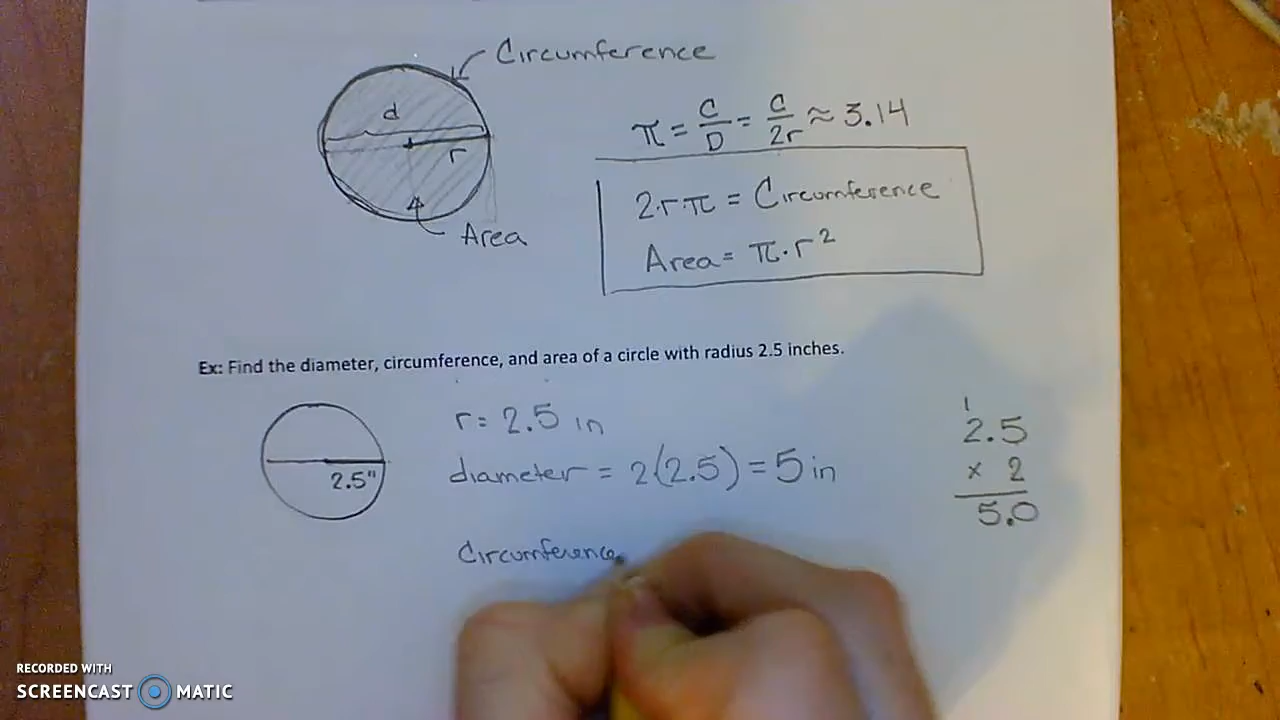 Circumference
d
π = C/D = C/2r ≈ 3.14
r
2·r·π = Circumference
Area = π·r²
Area
Ex: Find the diameter, circumference, and area of a circle with radius 2.5 inches.
r = 2.5 in
2.5"
diameter = 2(2.5) = 5 in
1
2.5
x 2
5.0
Circumference
RECORDED WITH
SCREENCAST MATIC